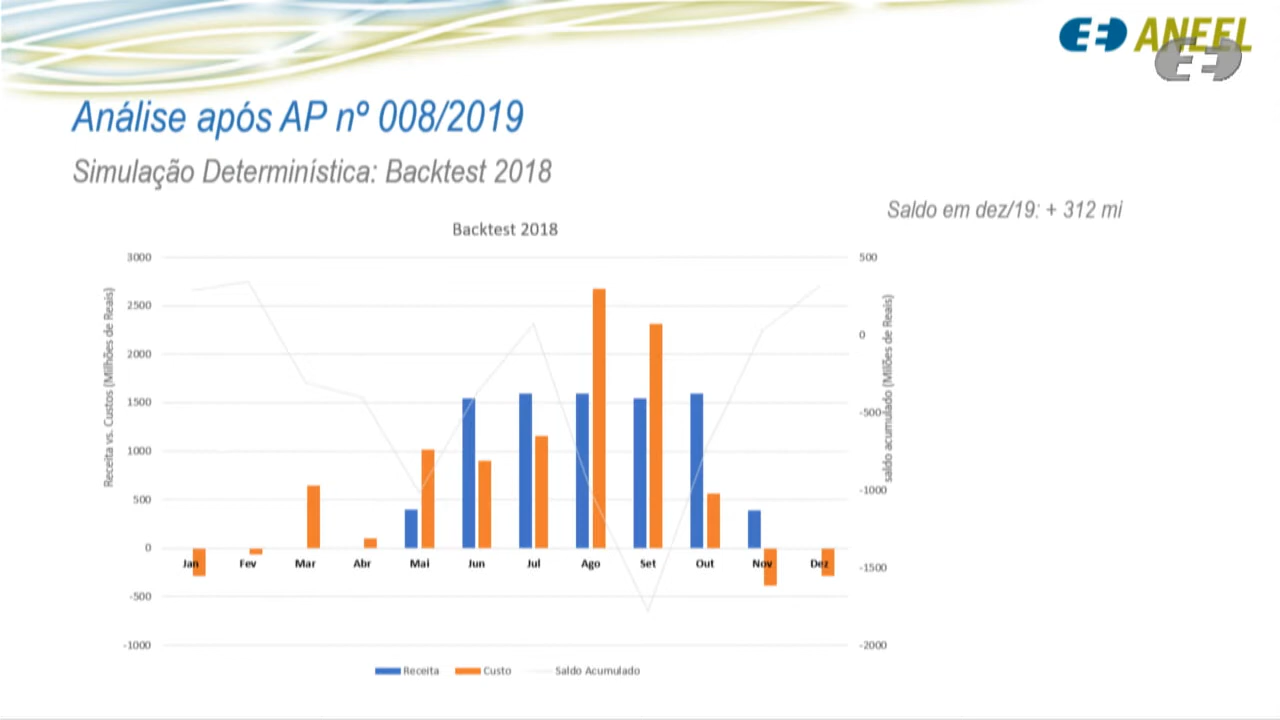 ANEEL
Análise após AP nº 008/2019
Simulação Determinística: Backtest 2018
Saldo em dez/19: + 312 mi
Backtest 2018
Receita vs. Custos (Milhões de Reais)
3000
2500
2000
1500
1000
500
0
-500
-1000
500
0
-500
-1000
-1500
-2000
saldo acumulado (Milões de Reais)
Jan Fev Mar Abr Mai Jun Jul Ago Set Out Nov Dez
Receita Custo Saldo Acumulado